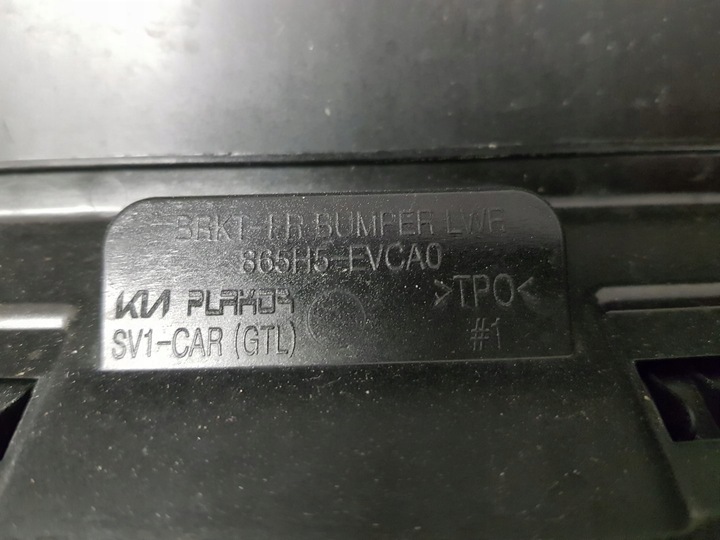 BRKT-FR BUMPER LWR
865H5-EVCA0
KIA PLAKOR >TPO<
SV1-CAR (GTL) #1